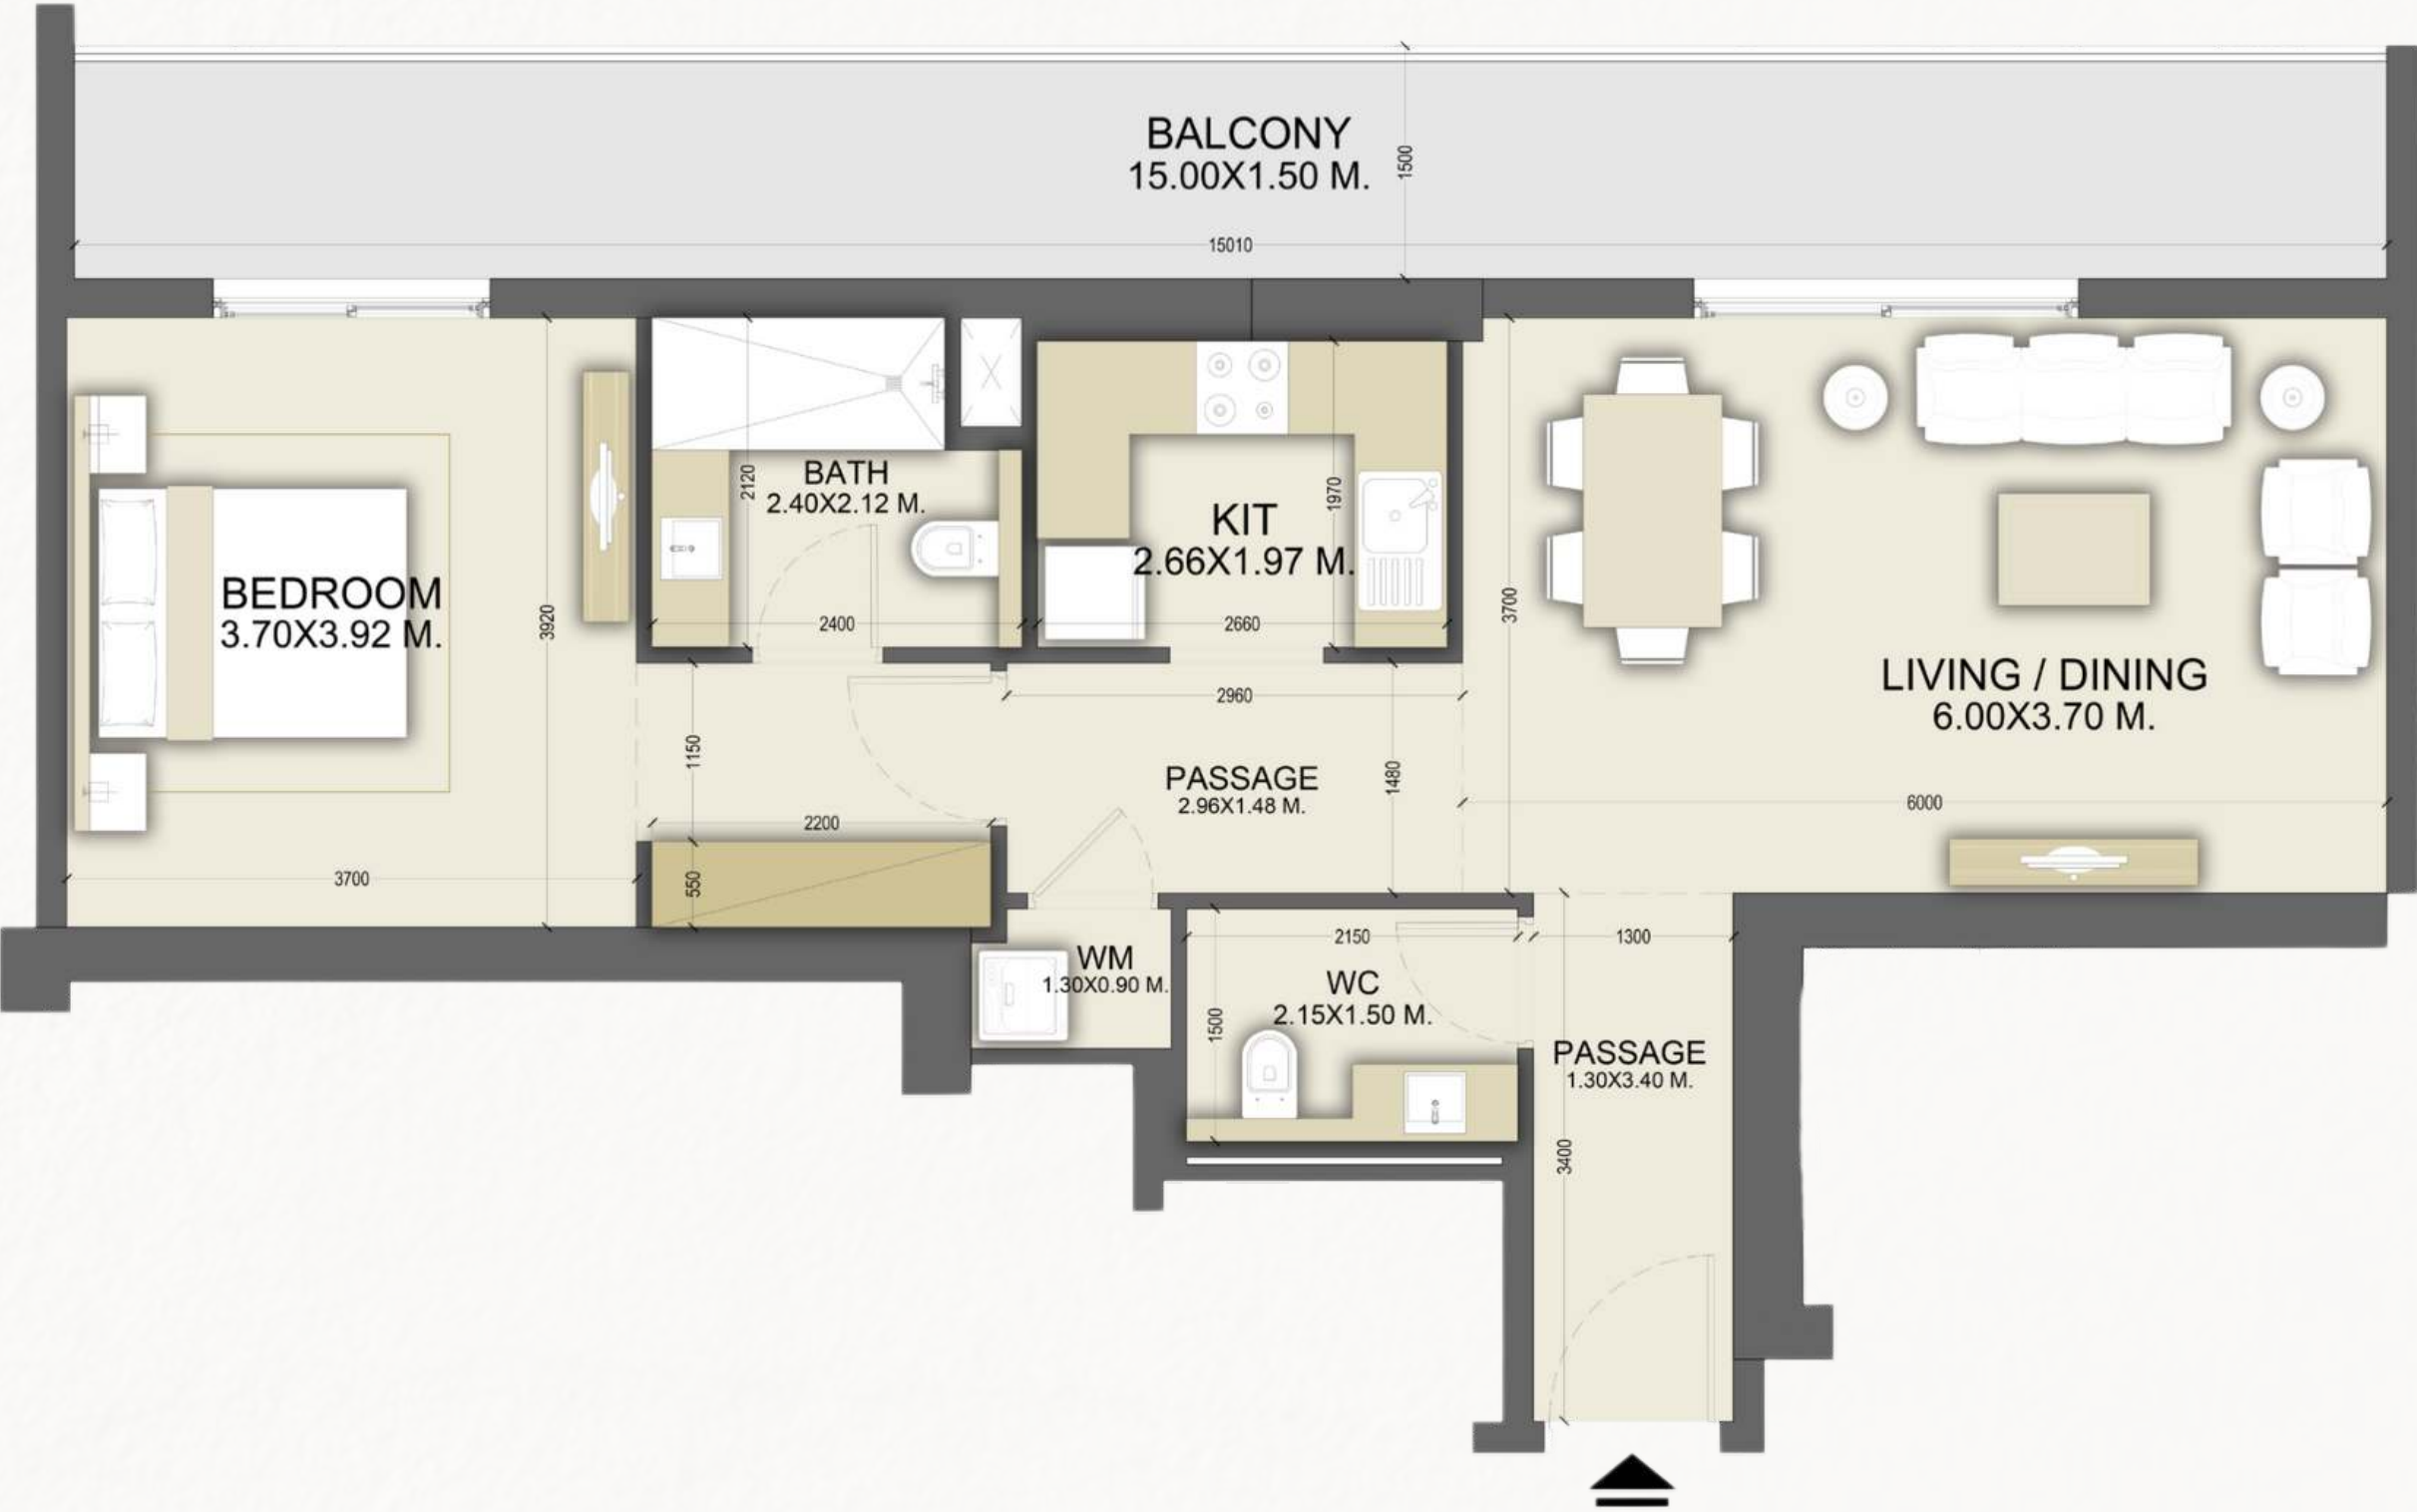 BALCONY
15.00X1.50 M.
1500
15010
BATH
2.40X2.12 M.
2120
2400
KIT
2.66X1.97 M.
1970
2660
BEDROOM
3.70X3.92 M.
3920
3700
3700
LIVING / DINING
6.00X3.70 M.
6000
2960
1150
PASSAGE
2.96X1.48 M.
1480
2200
550
WM
1.30X0.90 M.
2150
WC
2.15X1.50 M.
1500
1300
PASSAGE
1.30X3.40 M.
3400